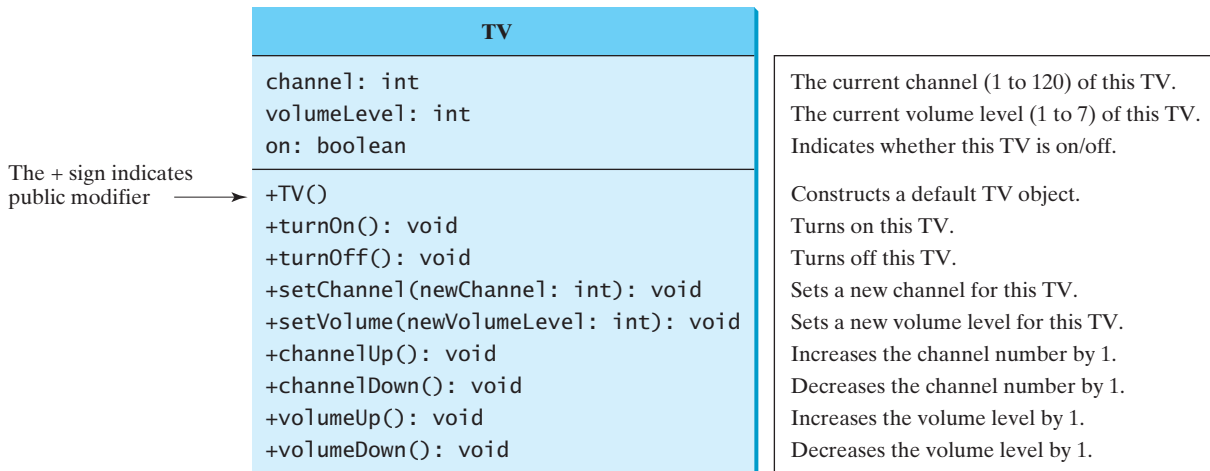 TV
channel: int
The current channel (1 to 120) of this TV.
volumeLevel: int
The current volume level (1 to 7) of this TV.
on: boolean
Indicates whether this TV is on/off.
The + sign indicates
public modifier
+TV()
Constructs a default TV object.
+turnOn(): void
Turns on this TV.
+turnOff(): void
Turns off this TV.
+setChannel(newChannel: int): void
Sets a new channel for this TV.
+setVolume(newVolumeLevel: int): void
Sets a new volume level for this TV.
+channelUp(): void
Increases the channel number by 1.
+channelDown(): void
Decreases the channel number by 1.
+volumeUp(): void
Increases the volume level by 1.
+volumeDown(): void
Decreases the volume level by 1.